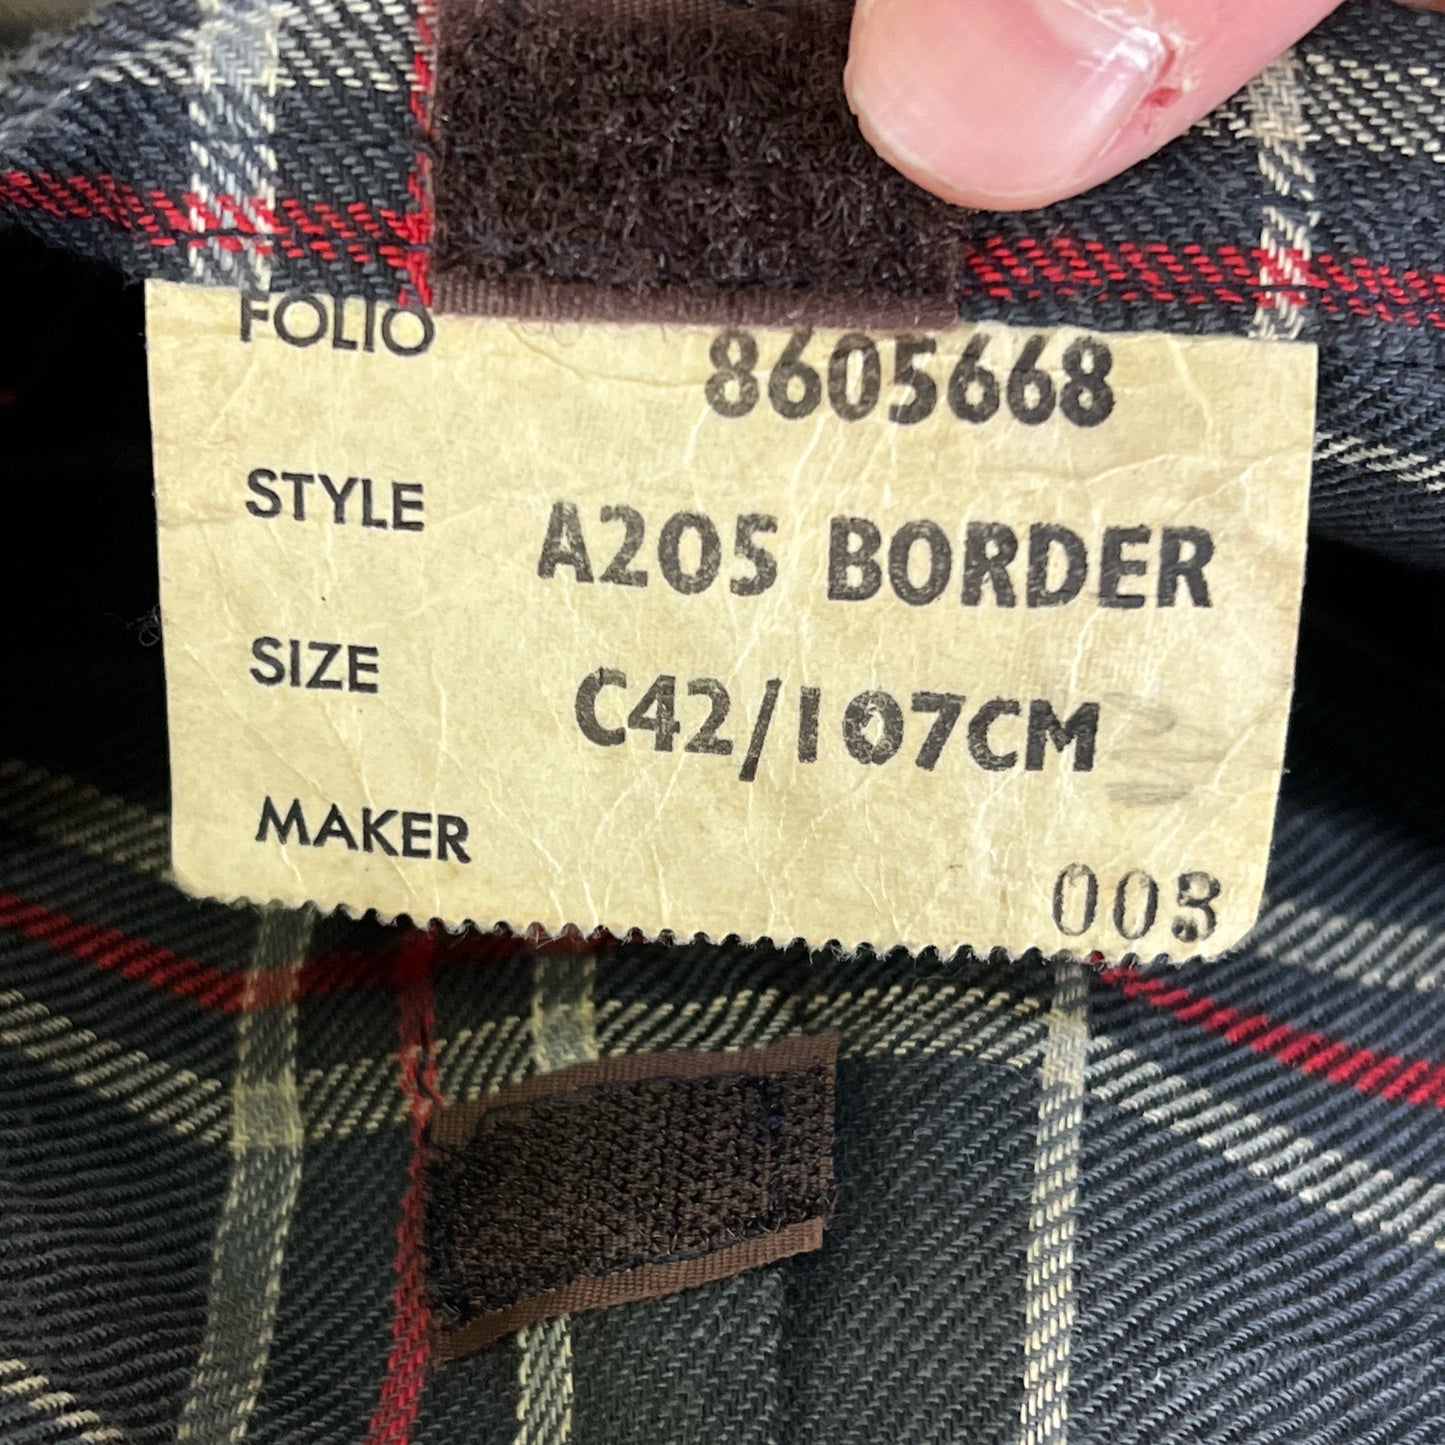 FOLIO 8605668
STYLE A205 BORDER
SIZE C42/107CM
MAKER
003